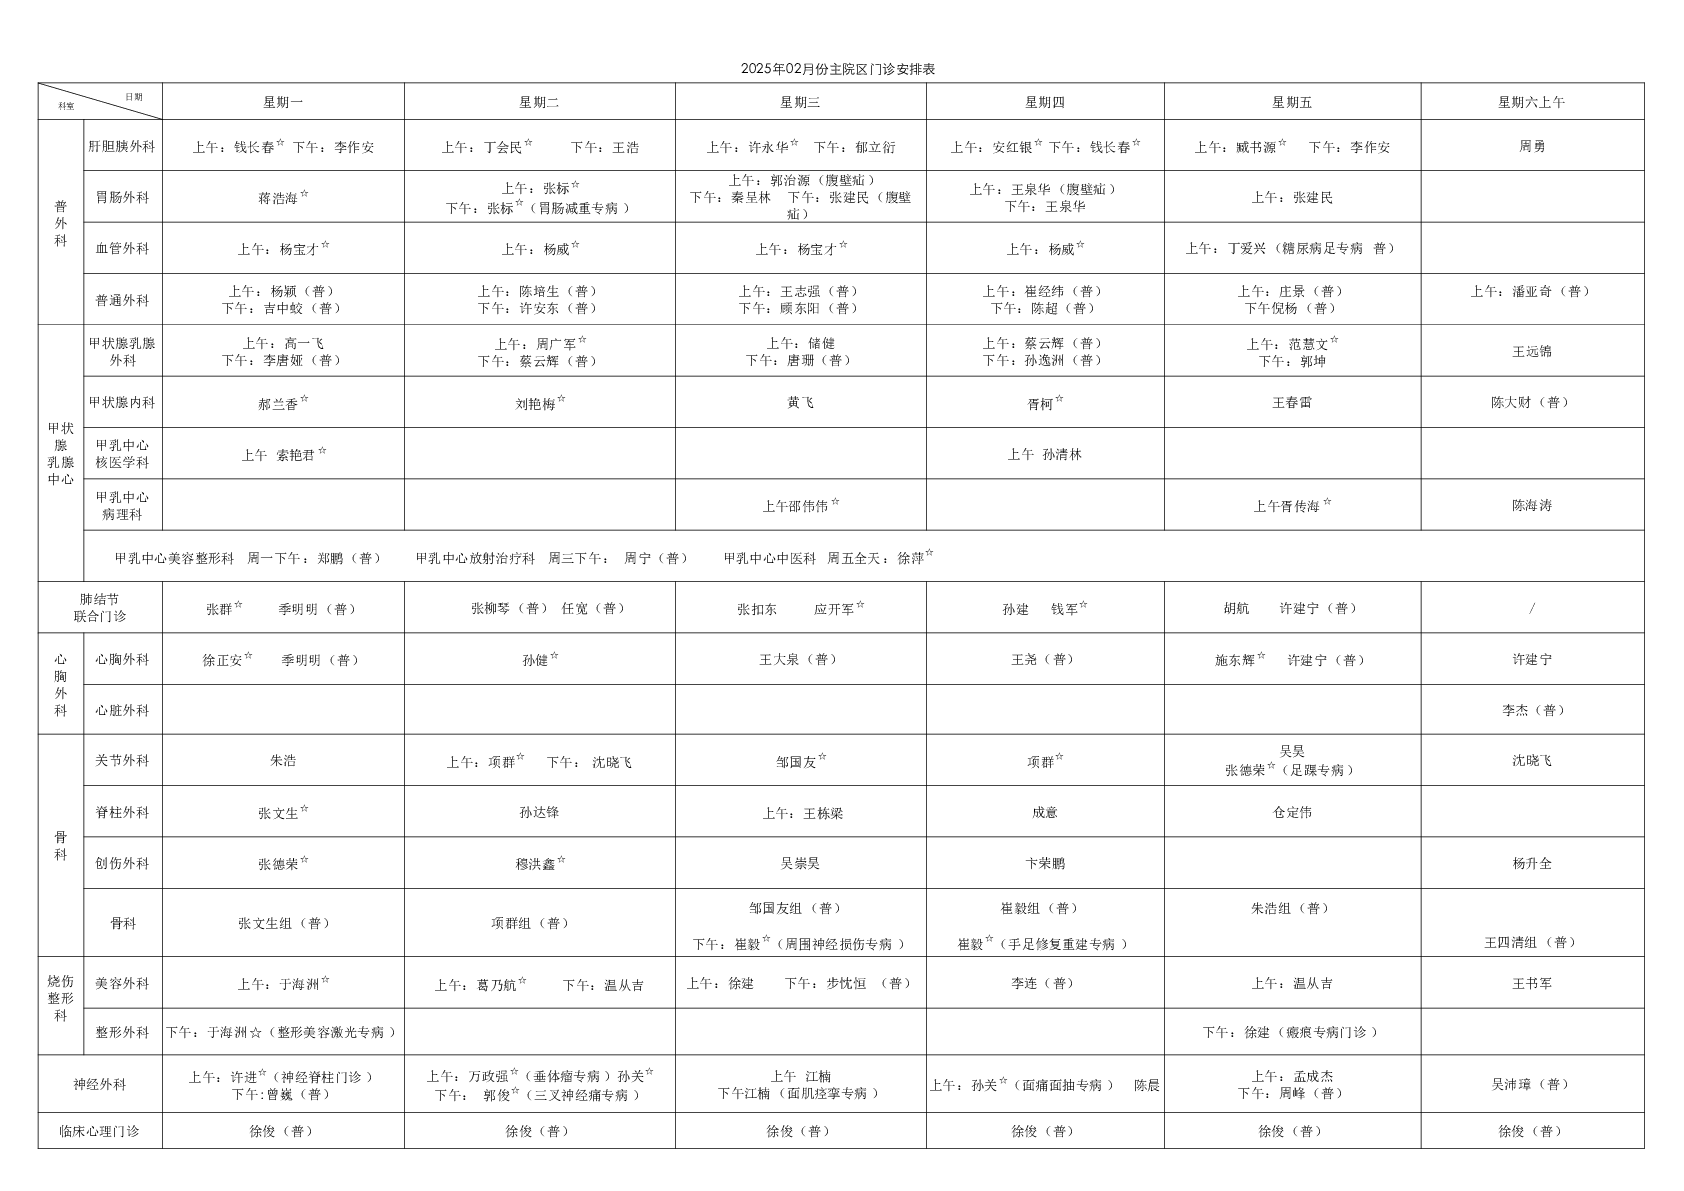 2025年02月份主院区门诊安排表
日期
科室
星期一 星期二 星期三 星期四 星期五 星期六上午
普外科
肝胆胰外科 上午：钱长春☆ 下午：李作安 上午：丁会民☆ 下午：王浩 上午：许永华☆ 下午：郁立衍 上午：安红银☆ 下午：钱长春☆ 上午：臧书源☆ 下午：李作安 周勇
胃肠外科 蒋浩海☆ 上午：张标☆ 下午：张标☆（胃肠减重专病） 上午：郭治源（腹壁疝） 下午：秦呈林 下午：张建民（腹壁疝） 上午：王泉华（腹壁疝） 下午：王泉华 上午：张建民
血管外科 上午：杨宝才☆ 上午：杨威☆ 上午：杨宝才☆ 上午：杨威☆ 上午：丁爱兴（糖尿病足专病 普）
普通外科 上午：杨颖（普） 下午：吉中蛟（普） 上午：陈培生（普） 下午：许安东（普） 上午：王志强（普） 下午：顾东阳（普） 上午：崔经纬（普） 下午：陈超（普） 上午：庄景（普） 下午倪杨（普） 上午：潘亚奇（普）
甲状腺乳腺中心
甲状腺乳腺外科 上午：高一飞 下午：李唐娅（普） 上午：周广军☆ 下午：蔡云辉（普） 上午：储健 下午：唐珊（普） 上午：蔡云辉（普） 下午：孙逸洲（普） 上午：范慧文☆ 下午：郭坤 王远锦
甲状腺内科 郝兰香☆ 刘艳梅☆ 黄飞 胥柯☆ 王春雷 陈大财（普）
甲乳中心核医学科 上午 索艳君☆ 上午 孙清林
甲乳中心病理科 上午邵伟伟☆ 上午胥传海☆ 陈海涛
甲乳中心美容整形科 周一下午：郑鹏（普） 甲乳中心放射治疗科 周三下午： 周宁（普） 甲乳中心中医科 周五全天：徐萍☆
肺结节联合门诊 张群☆ 季明明（普） 张柳琴（普） 任宽（普） 张扣东 应开军☆ 孙建 钱军☆ 胡航 许建宁（普） /
心胸外科
心胸外科 徐正安☆ 季明明（普） 孙健☆ 王大泉（普） 王尧（普） 施东辉☆ 许建宁（普） 许建宁
心脏外科 李杰（普）
骨科
关节外科 朱浩 上午：项群☆ 下午： 沈晓飞 邹国友☆ 项群☆ 吴昊 张德荣☆（足踝专病） 沈晓飞
脊柱外科 张文生☆ 孙达锋 上午：王栋梁 成意 仓定伟
创伤外科 张德荣☆ 穆洪鑫☆ 吴崇昊 卞荣鹏 杨升全
骨科 张文生组（普） 项群组（普） 邹国友组（普） 下午：崔毅☆（周围神经损伤专病） 崔毅组（普） 崔毅☆（手足修复重建专病） 朱浩组（普） 王四清组（普）
烧伤整形科
美容外科 上午：于海洲☆ 上午：葛乃航☆ 下午：温从吉 上午：徐建 下午：步忱恒 （普） 李连（普） 上午：温从吉 王书军
整形外科 下午：于海洲☆（整形美容激光专病） 下午：徐建（瘢痕专病门诊）
神经外科 上午：许进☆（神经脊柱门诊） 下午:曾巍（普） 上午：万政强☆（垂体瘤专病）孙关☆ 下午： 郭俊☆（三叉神经痛专病） 上午 江楠 下午江楠（面肌痉挛专病） 上午：孙关☆（面痛面抽专病） 陈晨 上午：孟成杰 下午：周峰（普） 吴沛璋（普）
临床心理门诊 徐俊（普） 徐俊（普） 徐俊（普） 徐俊（普） 徐俊（普） 徐俊（普）